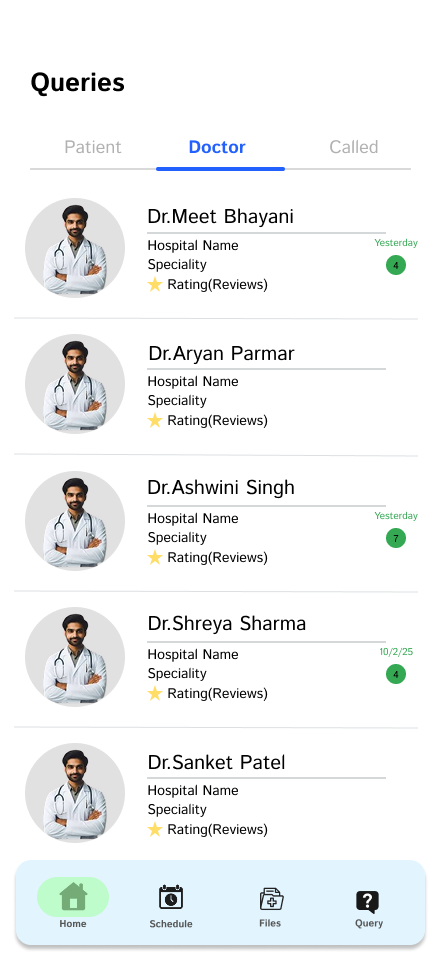 Queries
Patient Doctor Called
Dr.Meet Bhayani
Hospital Name Yesterday
Speciality 4
Rating(Reviews)
Dr.Aryan Parmar
Hospital Name
Speciality
Rating(Reviews)
Dr.Ashwini Singh
Hospital Name Yesterday
Speciality 7
Rating(Reviews)
Dr.Shreya Sharma
Hospital Name 10/2/25
Speciality 4
Rating(Reviews)
Dr.Sanket Patel
Hospital Name
Speciality
Rating(Reviews)
Home Schedule Files Query